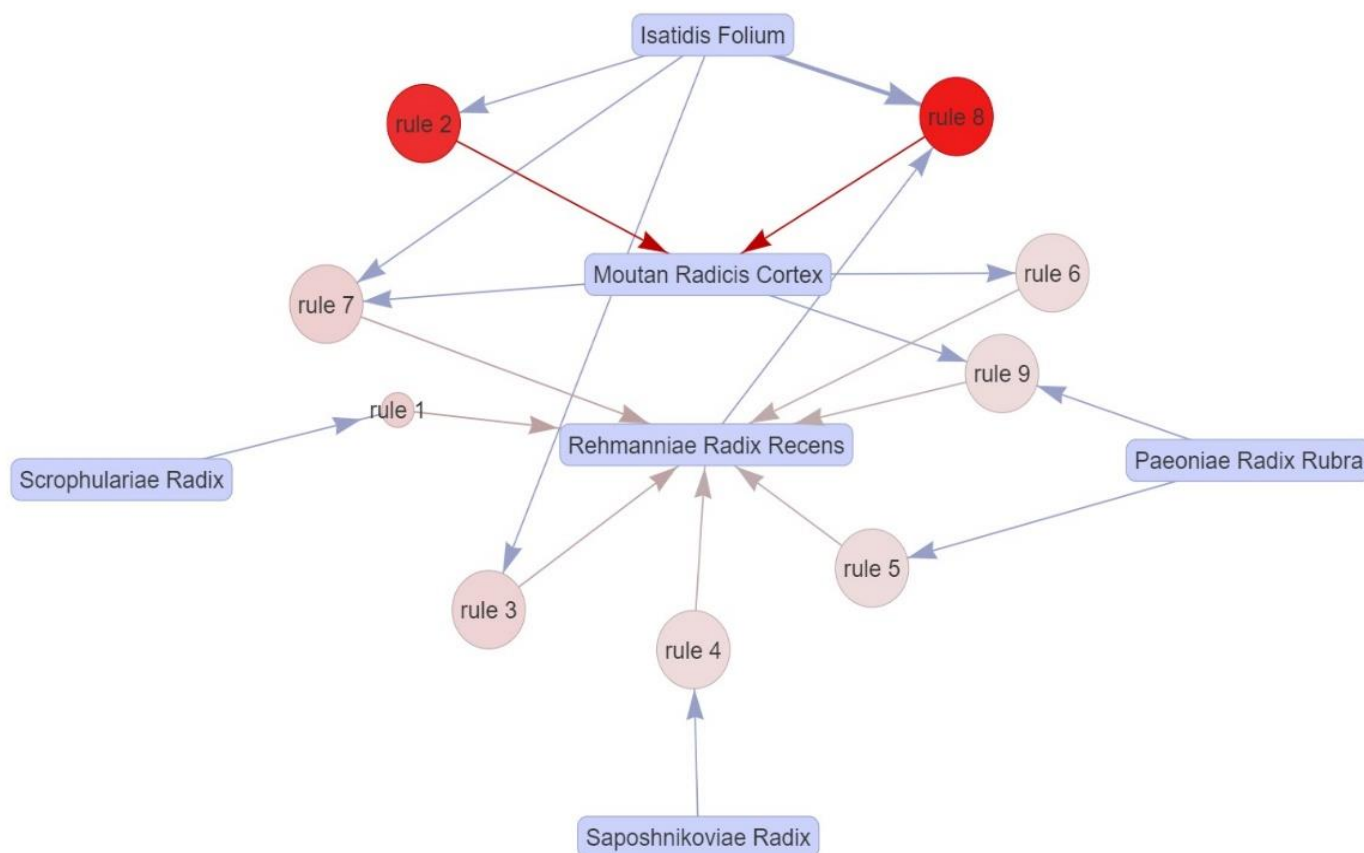 Isatidis Folium
rule 2
rule 8
Moutan Radicis Cortex
rule 6
rule 7
rule 9
rule 1
Rehmanniae Radix Recens
Paeoniae Radix Rubra
Scrophulariae Radix
rule 5
rule 3
rule 4
Saposhnikoviae Radix